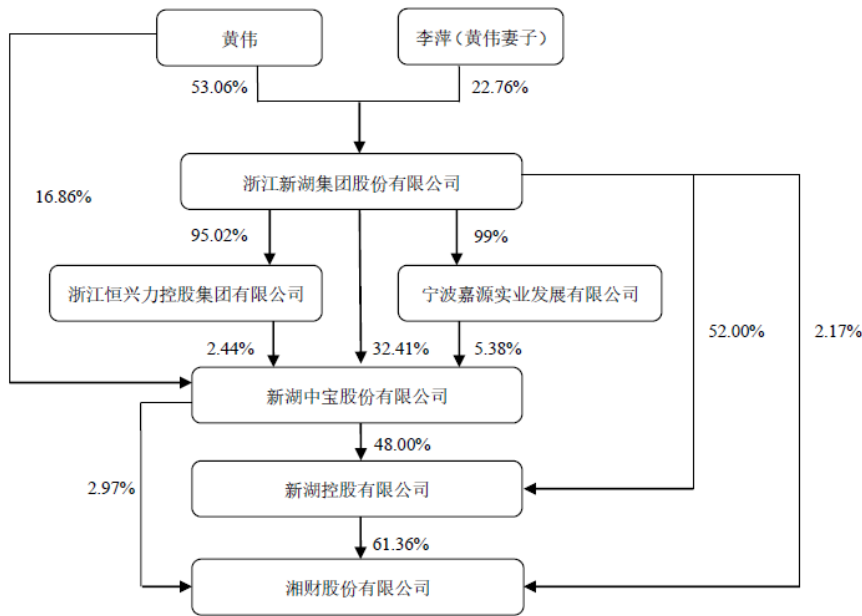 黄伟
李萍（黄伟妻子）
53.06%
22.76%
浙江新湖集团股份有限公司
16.86%
95.02%
99%
浙江恒兴力控股集团有限公司
宁波嘉源实业发展有限公司
2.44%
32.41%
5.38%
52.00%
2.17%
新湖中宝股份有限公司
48.00%
2.97%
新湖控股有限公司
61.36%
湘财股份有限公司